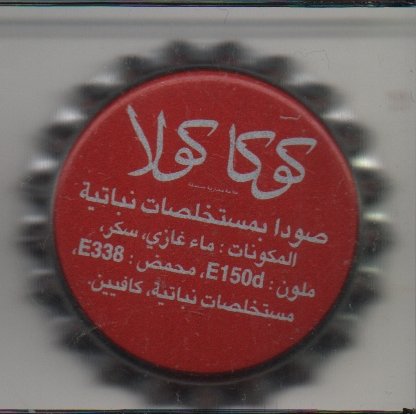 كوكا كولا
صودا بمستخلصات نباتية
المكونات : ماء غازي، سكر،
ملون : E150d، محمض : E338،
مستخلصات نباتية، كافيين.